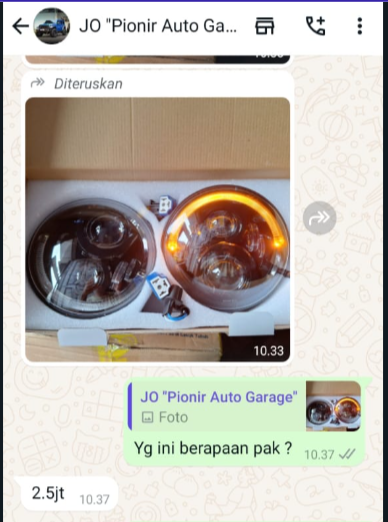 JO "Pionir Auto Ga...
Diteruskan
10.33
JO "Pionir Auto Garage"
Foto
Yg ini berapaan pak ?
10.37
2.5jt
10.37